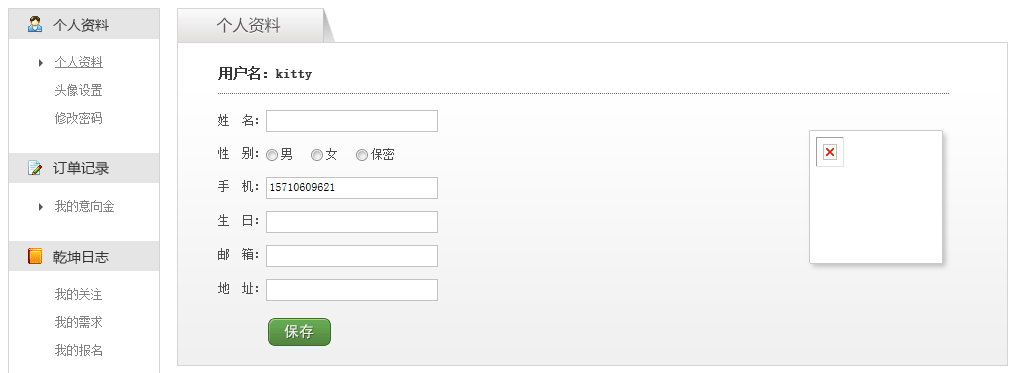 个人资料
个人资料
头像设置
修改密码
订单记录
我的意向金
乾坤日志
我的关注
我的需求
我的报名
个人资料
用户名：kitty
姓 名：
性 别： 男 女 保密
手 机： 15710609621
生 日：
邮 箱：
地 址：
保存